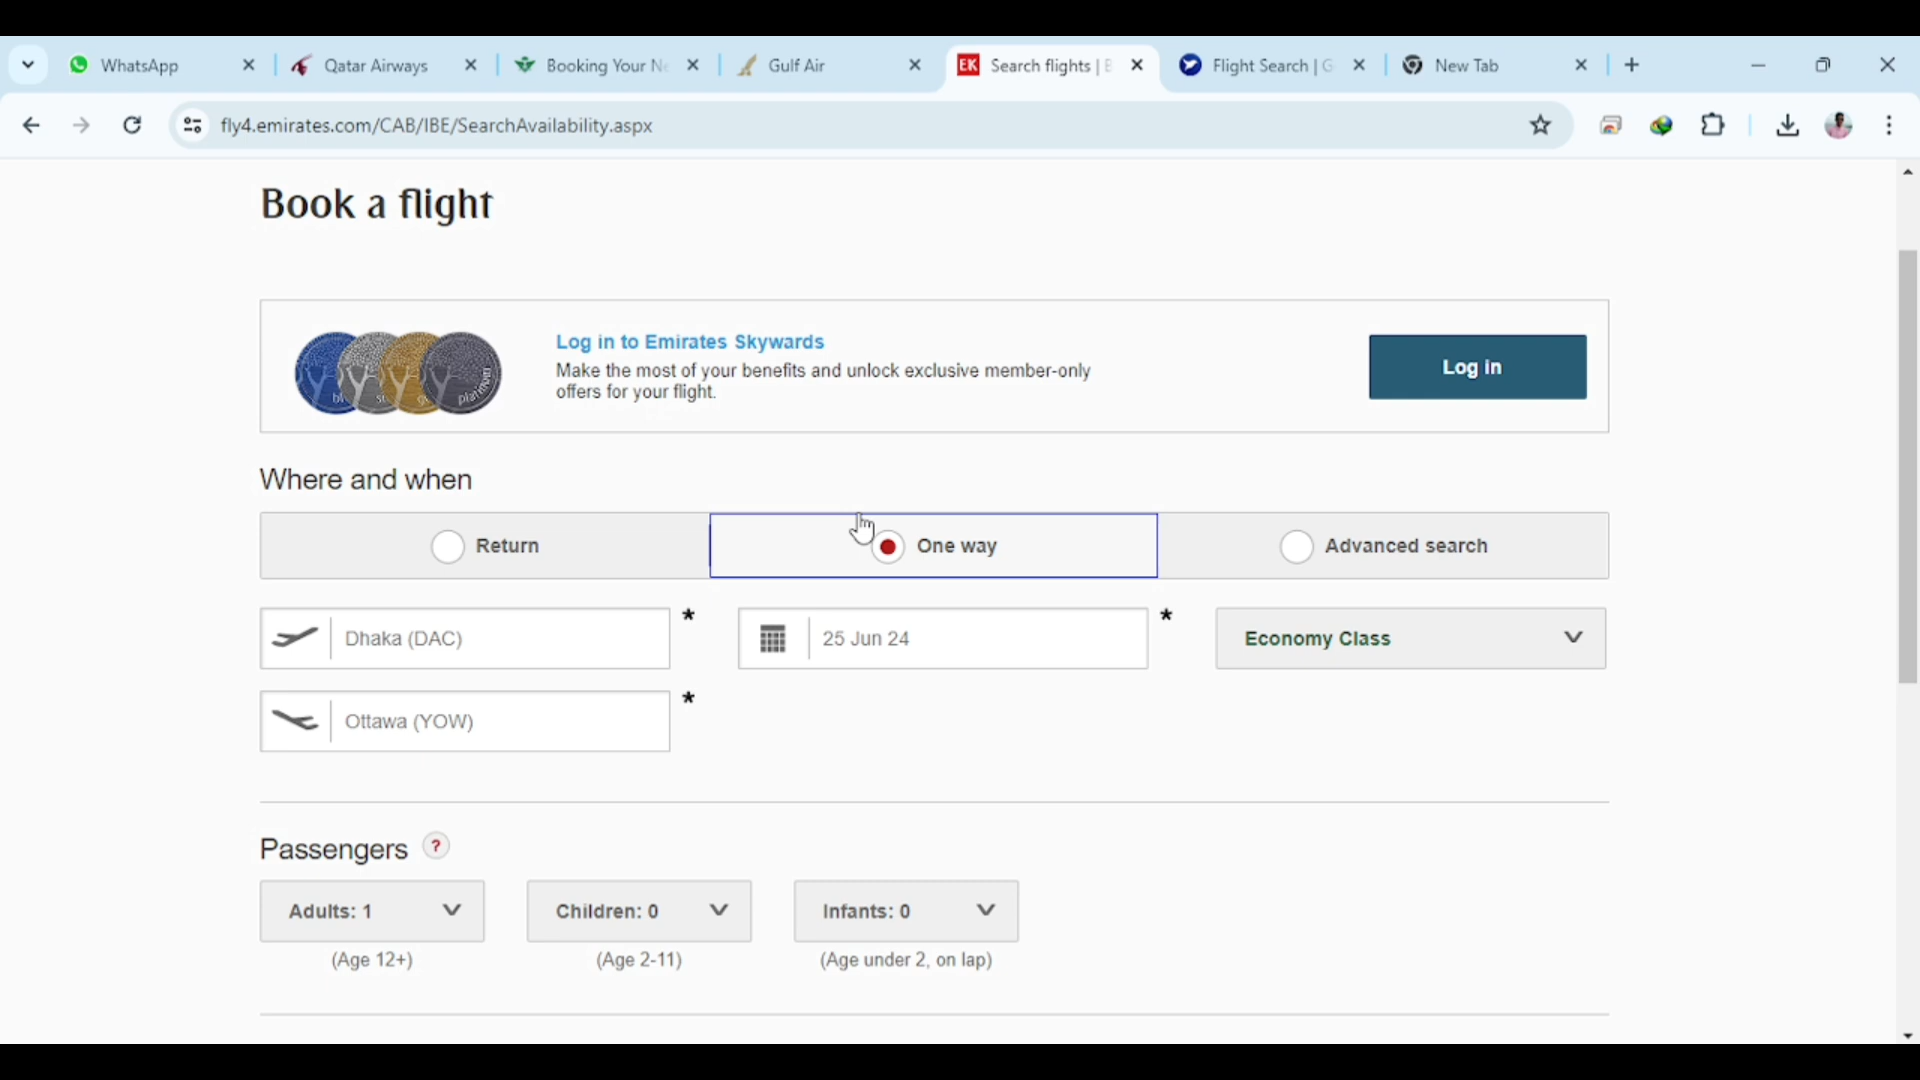 WhatsApp
Qatar Airways
Booking Your Ne
Gulf Air
EK Search flights | B
Flight Search | G
New Tab
fly4.emirates.com/CAB/IBE/SearchAvailability.aspx
Book a flight
Log in to Emirates Skywards
Make the most of your benefits and unlock exclusive member-only
offers for your flight.
platinum
Log in
Where and when
Return
One way
Advanced search
Dhaka (DAC) *
25 Jun 24 *
Economy Class
Ottawa (YOW) *
Passengers ?
Adults: 1
Children: 0
Infants: 0
(Age 12+)
(Age 2-11)
(Age under 2, on lap)